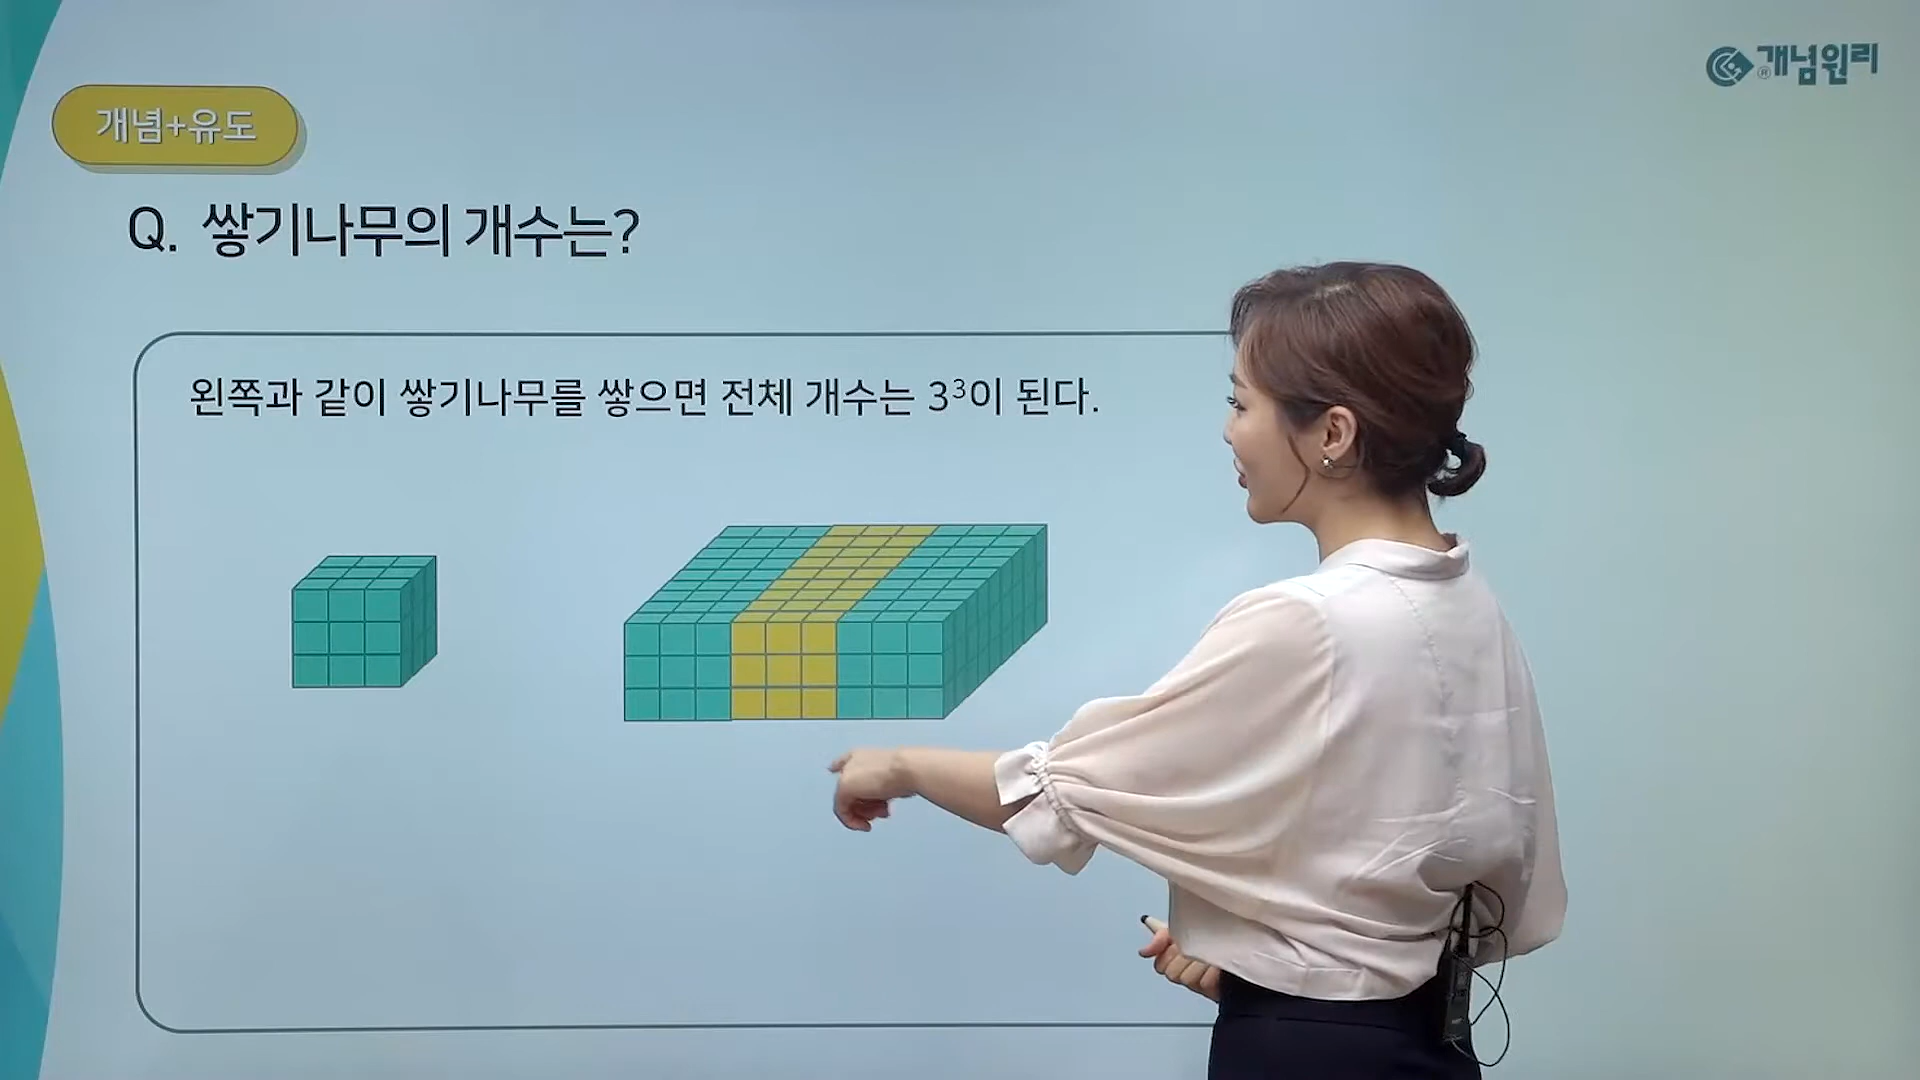 개념원리
개념+유도
Q. 쌓기나무의 개수는?
왼쪽과 같이 쌓기나무를 쌓으면 전체 개수는 3³이 된다.